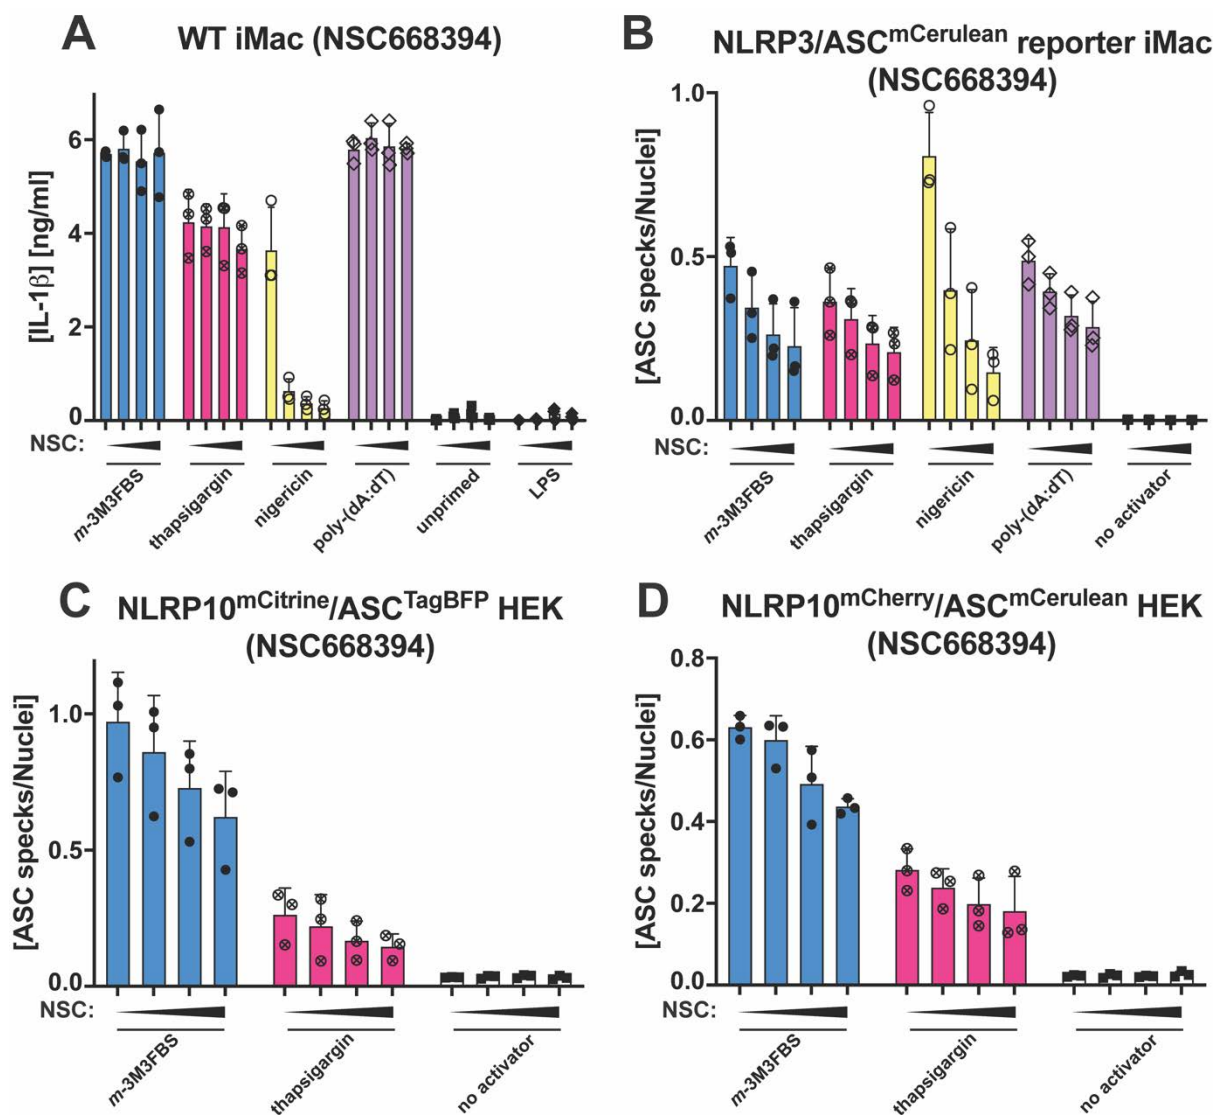 A
WT iMac (NSC668394)
[IL-1β] [ng/ml]
6
4
2
0
NSC:
m-3M3FBS
thapsigargin
nigericin
poly-(dA:dT)
unprimed
LPS
B
NLRP3/ASCmCerulean reporter iMac
(NSC668394)
[ASC specks/Nuclei]
1.0
0.5
0.0
NSC:
m-3M3FBS
thapsigargin
nigericin
poly-(dA:dT)
no activator
C
NLRP10mCitrine/ASCTagBFP HEK
(NSC668394)
[ASC specks/Nuclei]
1.0
0.5
0.0
NSC:
m-3M3FBS
thapsigargin
no activator
D
NLRP10mCherry/ASCmCerulean HEK
(NSC668394)
[ASC specks/Nuclei]
0.8
0.6
0.4
0.2
0.0
NSC:
m-3M3FBS
thapsigargin
no activator